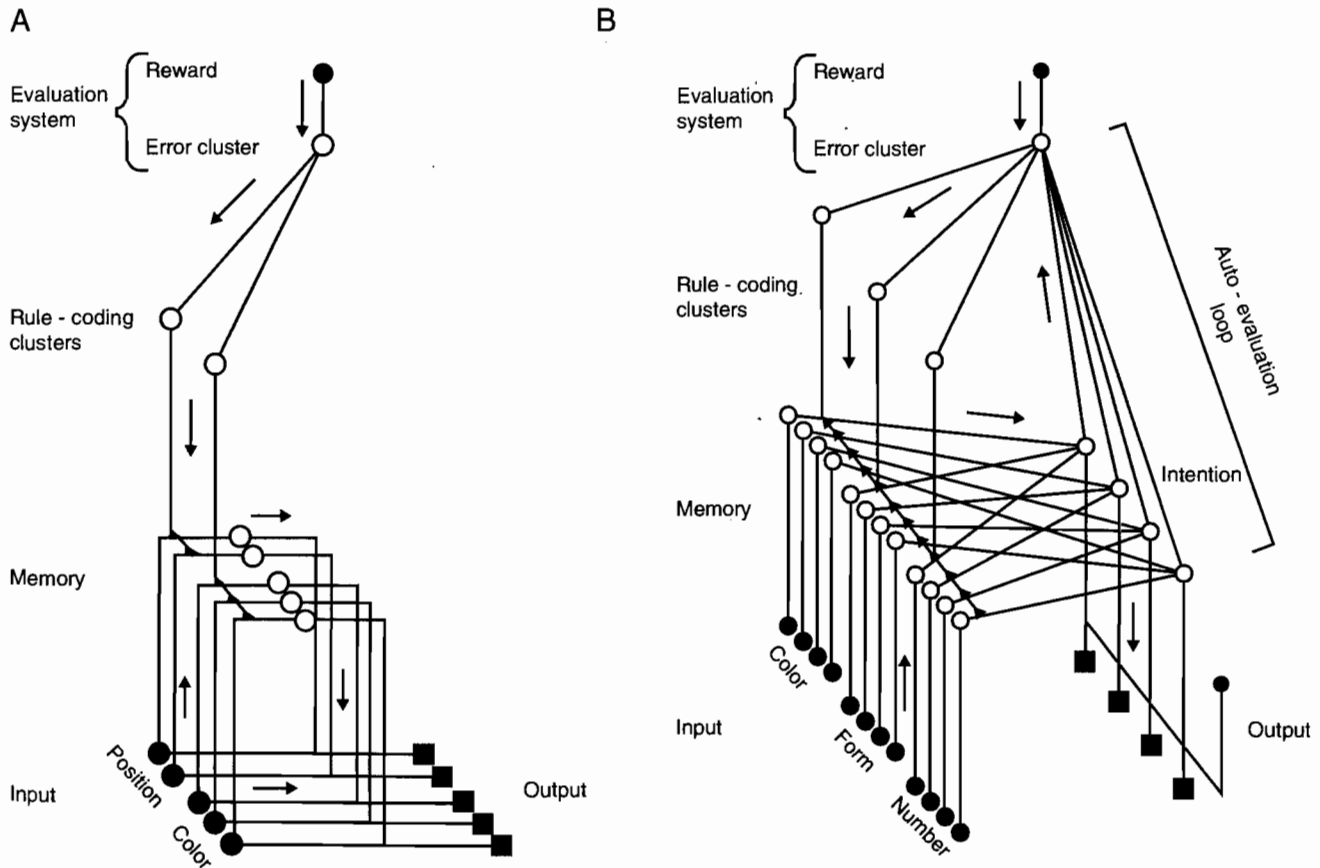 A
Evaluation
system
Reward
Error cluster
Rule - coding
clusters
Memory
Input
Position
Color
Output
B
Evaluation
system
Reward
Error cluster
Rule - coding
clusters
Auto - evaluation
loop
Intention
Memory
Input
Color
Form
Number
Output